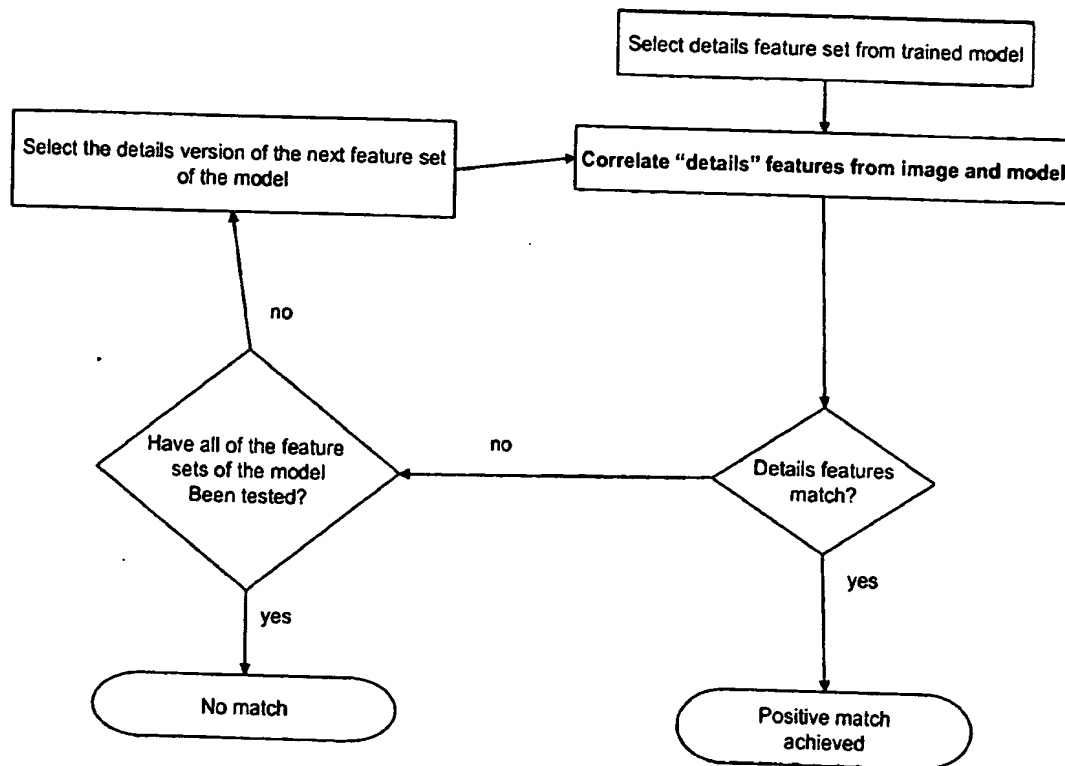 Select details feature set from trained model
Select the details version of the next feature set
of the model
Correlate “details” features from image and model
no
Have all of the feature
sets of the model
Been tested?
no
Details features
match?
yes
yes
No match
Positive match
achieved